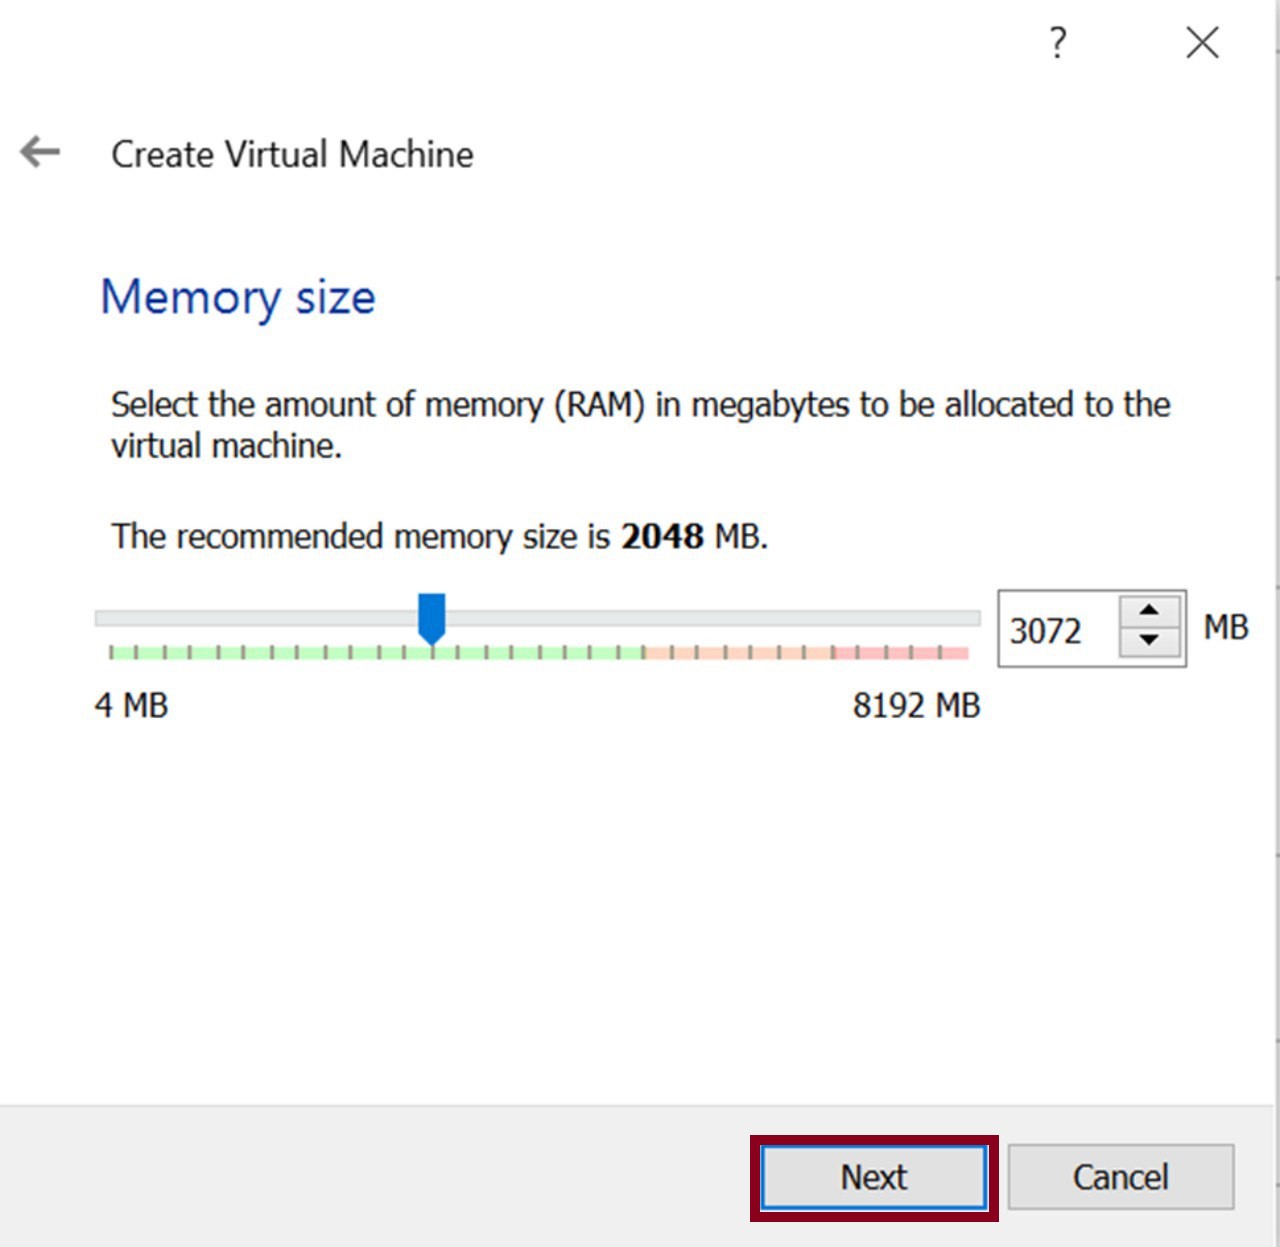 ?
Create Virtual Machine
Memory size
Select the amount of memory (RAM) in megabytes to be allocated to the
virtual machine.
The recommended memory size is 2048 MB.
3072 MB
4 MB 8192 MB
Next Cancel